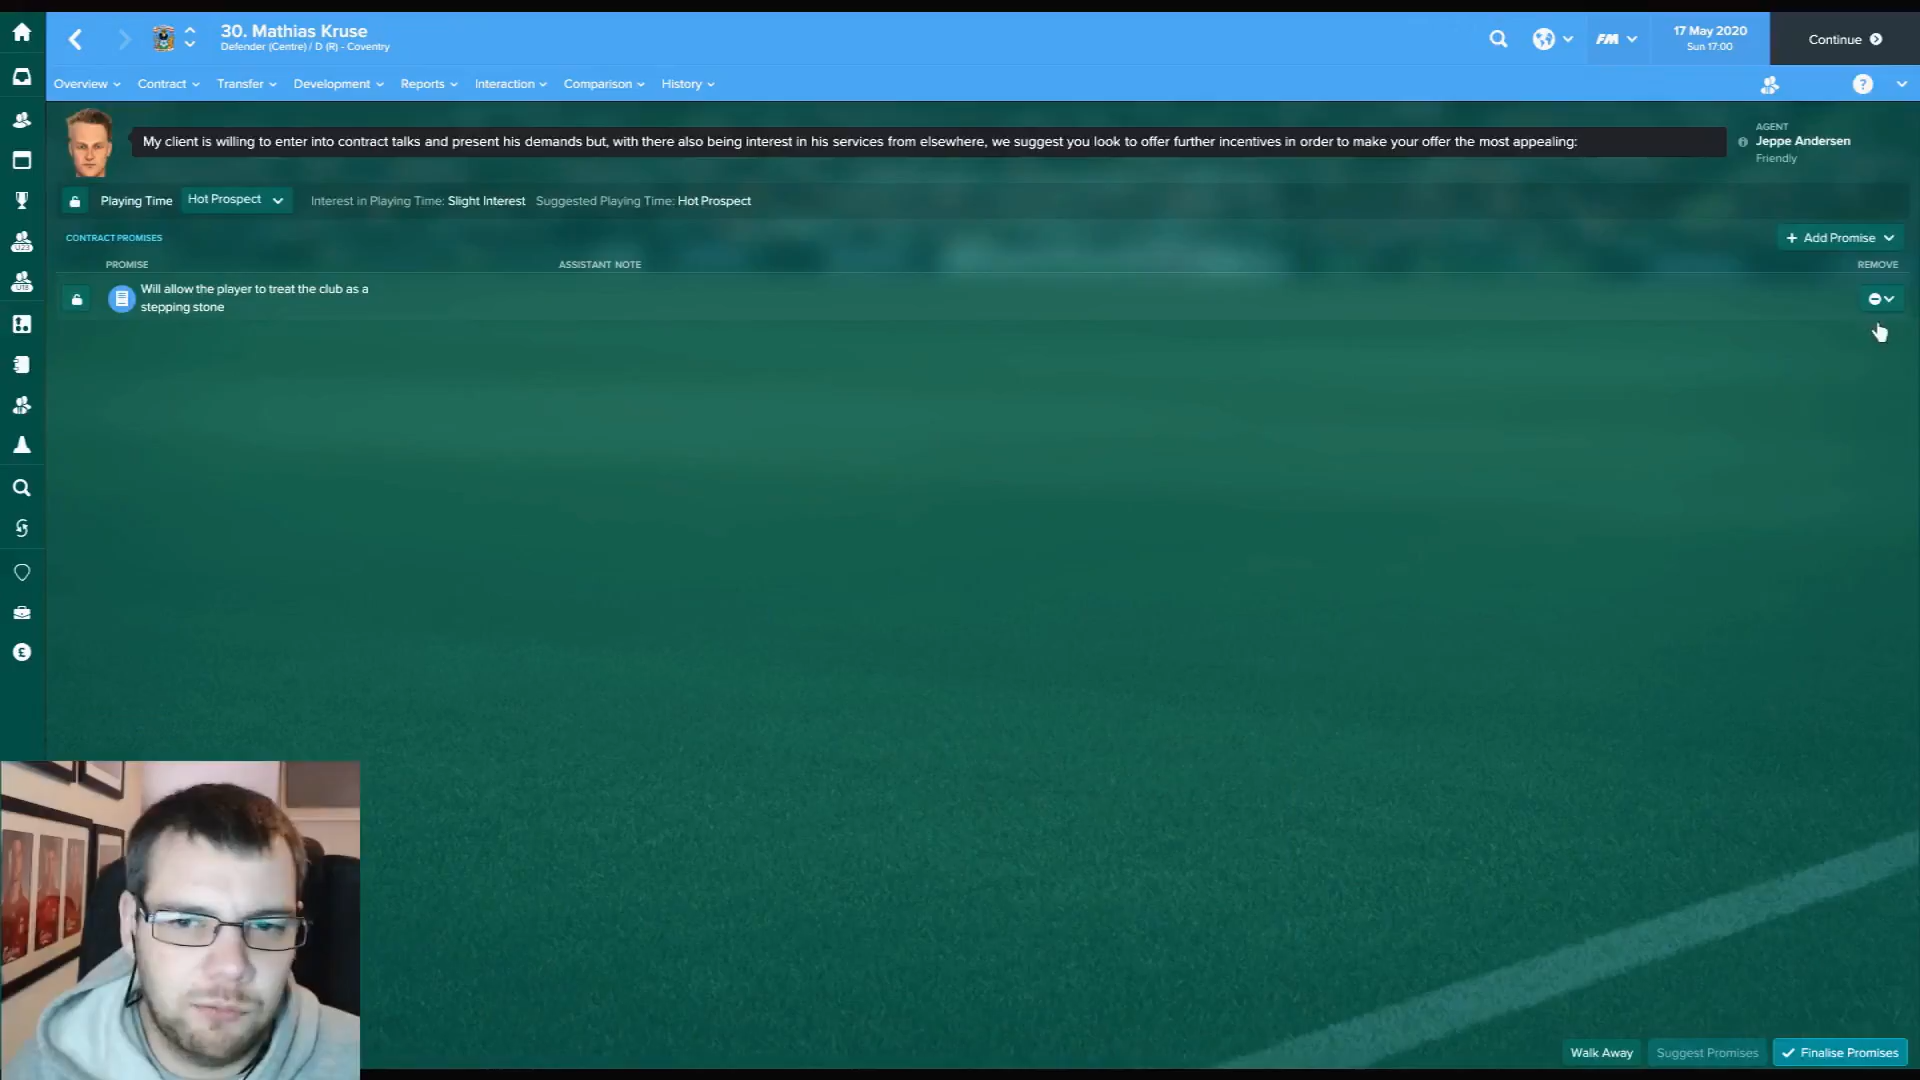 30. Mathias Kruse
Defender (Centre) / D (R) - Coventry
FM
17 May 2020
Sun 17:00
Continue
Overview
Contract
Transfer
Development
Reports
Interaction
Comparison
History
?
My client is willing to enter into contract talks and present his demands but, with there also being interest in his services from elsewhere, we suggest you look to offer further incentives in order to make your offer the most appealing:
AGENT
Jeppe Andersen
Friendly
Playing Time
Hot Prospect
Interest in Playing Time: Slight Interest
Suggested Playing Time: Hot Prospect
CONTRACT PROMISES
+ Add Promise
PROMISE
ASSISTANT NOTE
REMOVE
Will allow the player to treat the club as a
stepping stone
U23
U18
£
Walk Away
Suggest Promises
Finalise Promises